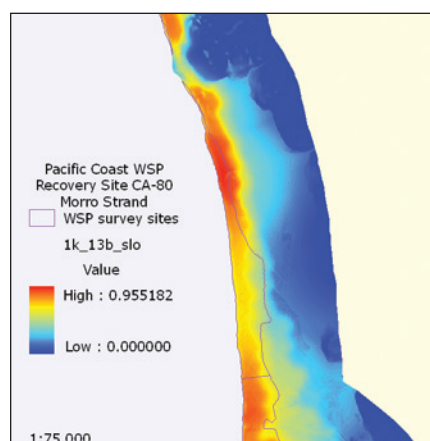 Pacific Coast WSP
Recovery Site CA-80
Morro Strand
WSP survey sites
1k_13b_slo
Value
High : 0.955182
Low : 0.000000
1:75,000